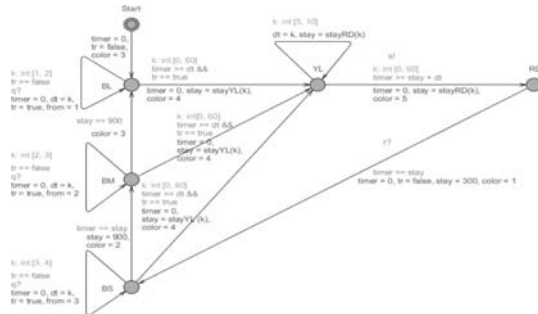 Start
timer = 0,
tr = false,
color = 3
k: int[1, 2]
tr == false
q?
timer = 0, dt = k,
tr = true, from = 1
BL
k: int[0, 60]
timer >= dt &&
tr == true
timer = 0, stay = stayYL(k),
color = 4
k: int[5, 10]
dt = k, stay = stayRD(k)
YL
s!
k: int[0, 60]
timer >= stay + dt
timer = 0, stay = stayRD(k),
color = 5
RD
stay == 900
color = 3
k: int[0, 60]
timer >= dt &&
tr == true
timer = 0,
stay = stayYL(k),
color = 4
k: int[2, 3]
tr == false
q?
timer = 0, dt = k,
tr = true, from = 2
BM
k: int[0, 60]
timer >= dt &&
tr == true
timer = 0,
stay = stayYL(k),
color = 4
r?
timer >= stay
timer = 0, tr = false, stay = 300, color = 1
timer >= stay
stay = 900,
color = 2
k: int[3, 4]
tr == false
q?
timer = 0, dt = k,
tr = true, from = 3
BS